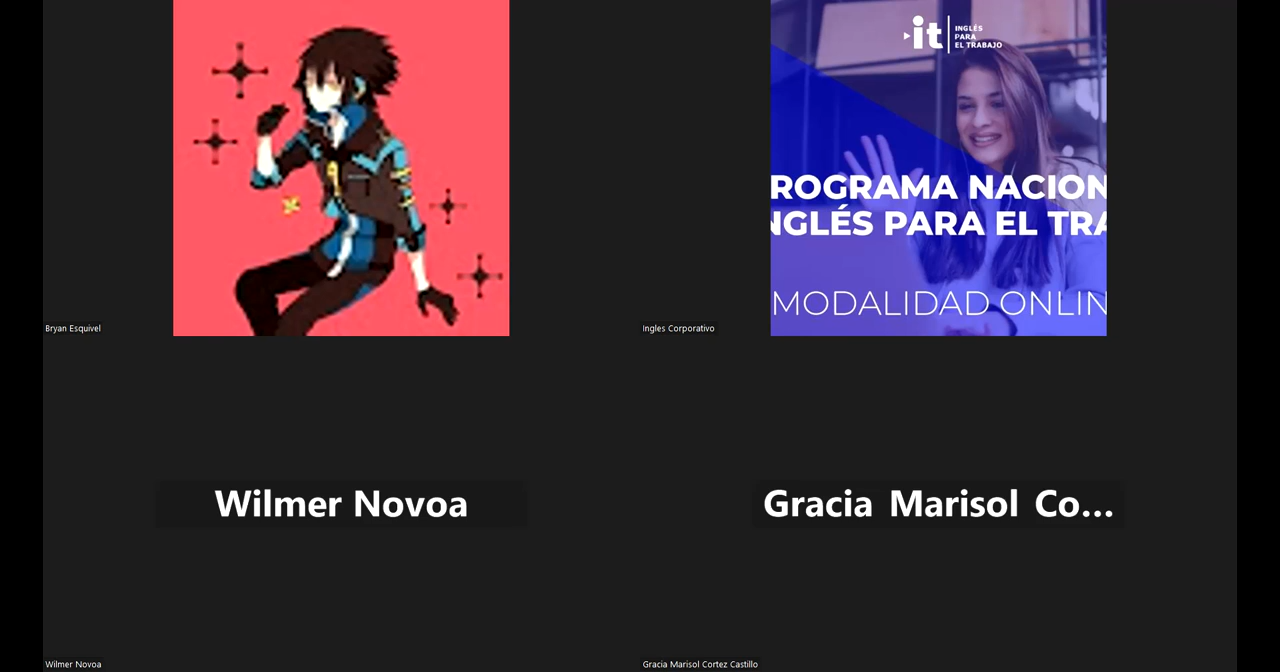 it
INGLÉS
PARA
EL TRABAJO
ROGRAMA NACION
NGLÉS PARA EL TRA
MODALIDAD ONLIN
Bryan Esquivel
Ingles Corporativo
Wilmer Novoa
Gracia Marisol Co...
Wilmer Novoa
Gracia Marisol Cortez Castillo